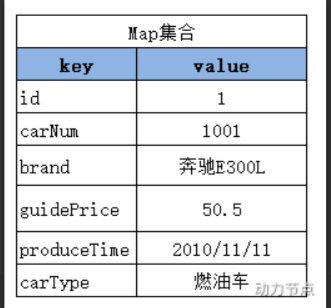 Map集合
key value
id 1
carNum 1001
brand 奔驰E300L
guidePrice 50.5
produceTime 2010/11/11
carType 燃油车
动力节点